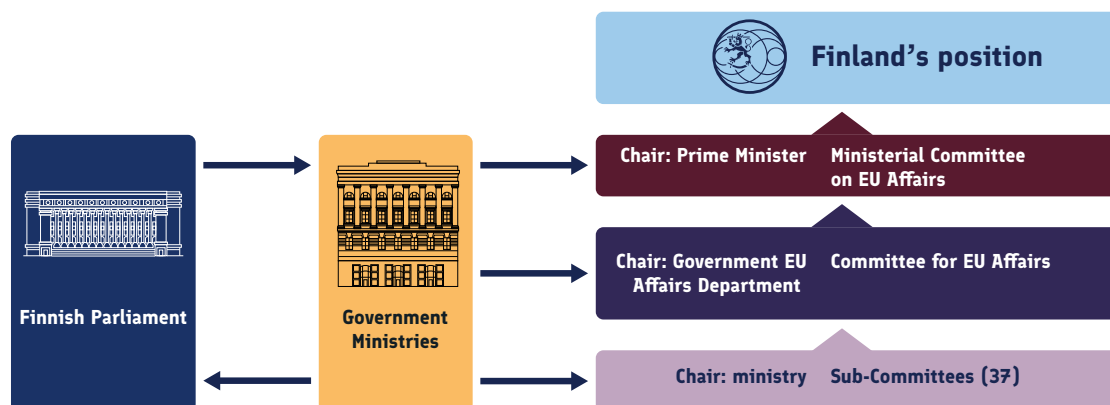 Finland's position
Chair: Prime Minister
Ministerial Committee
on EU Affairs
Chair: Government EU
Affairs Department
Committee for EU Affairs
Finnish Parliament
Government
Ministries
Chair: ministry
Sub-Committees (37)